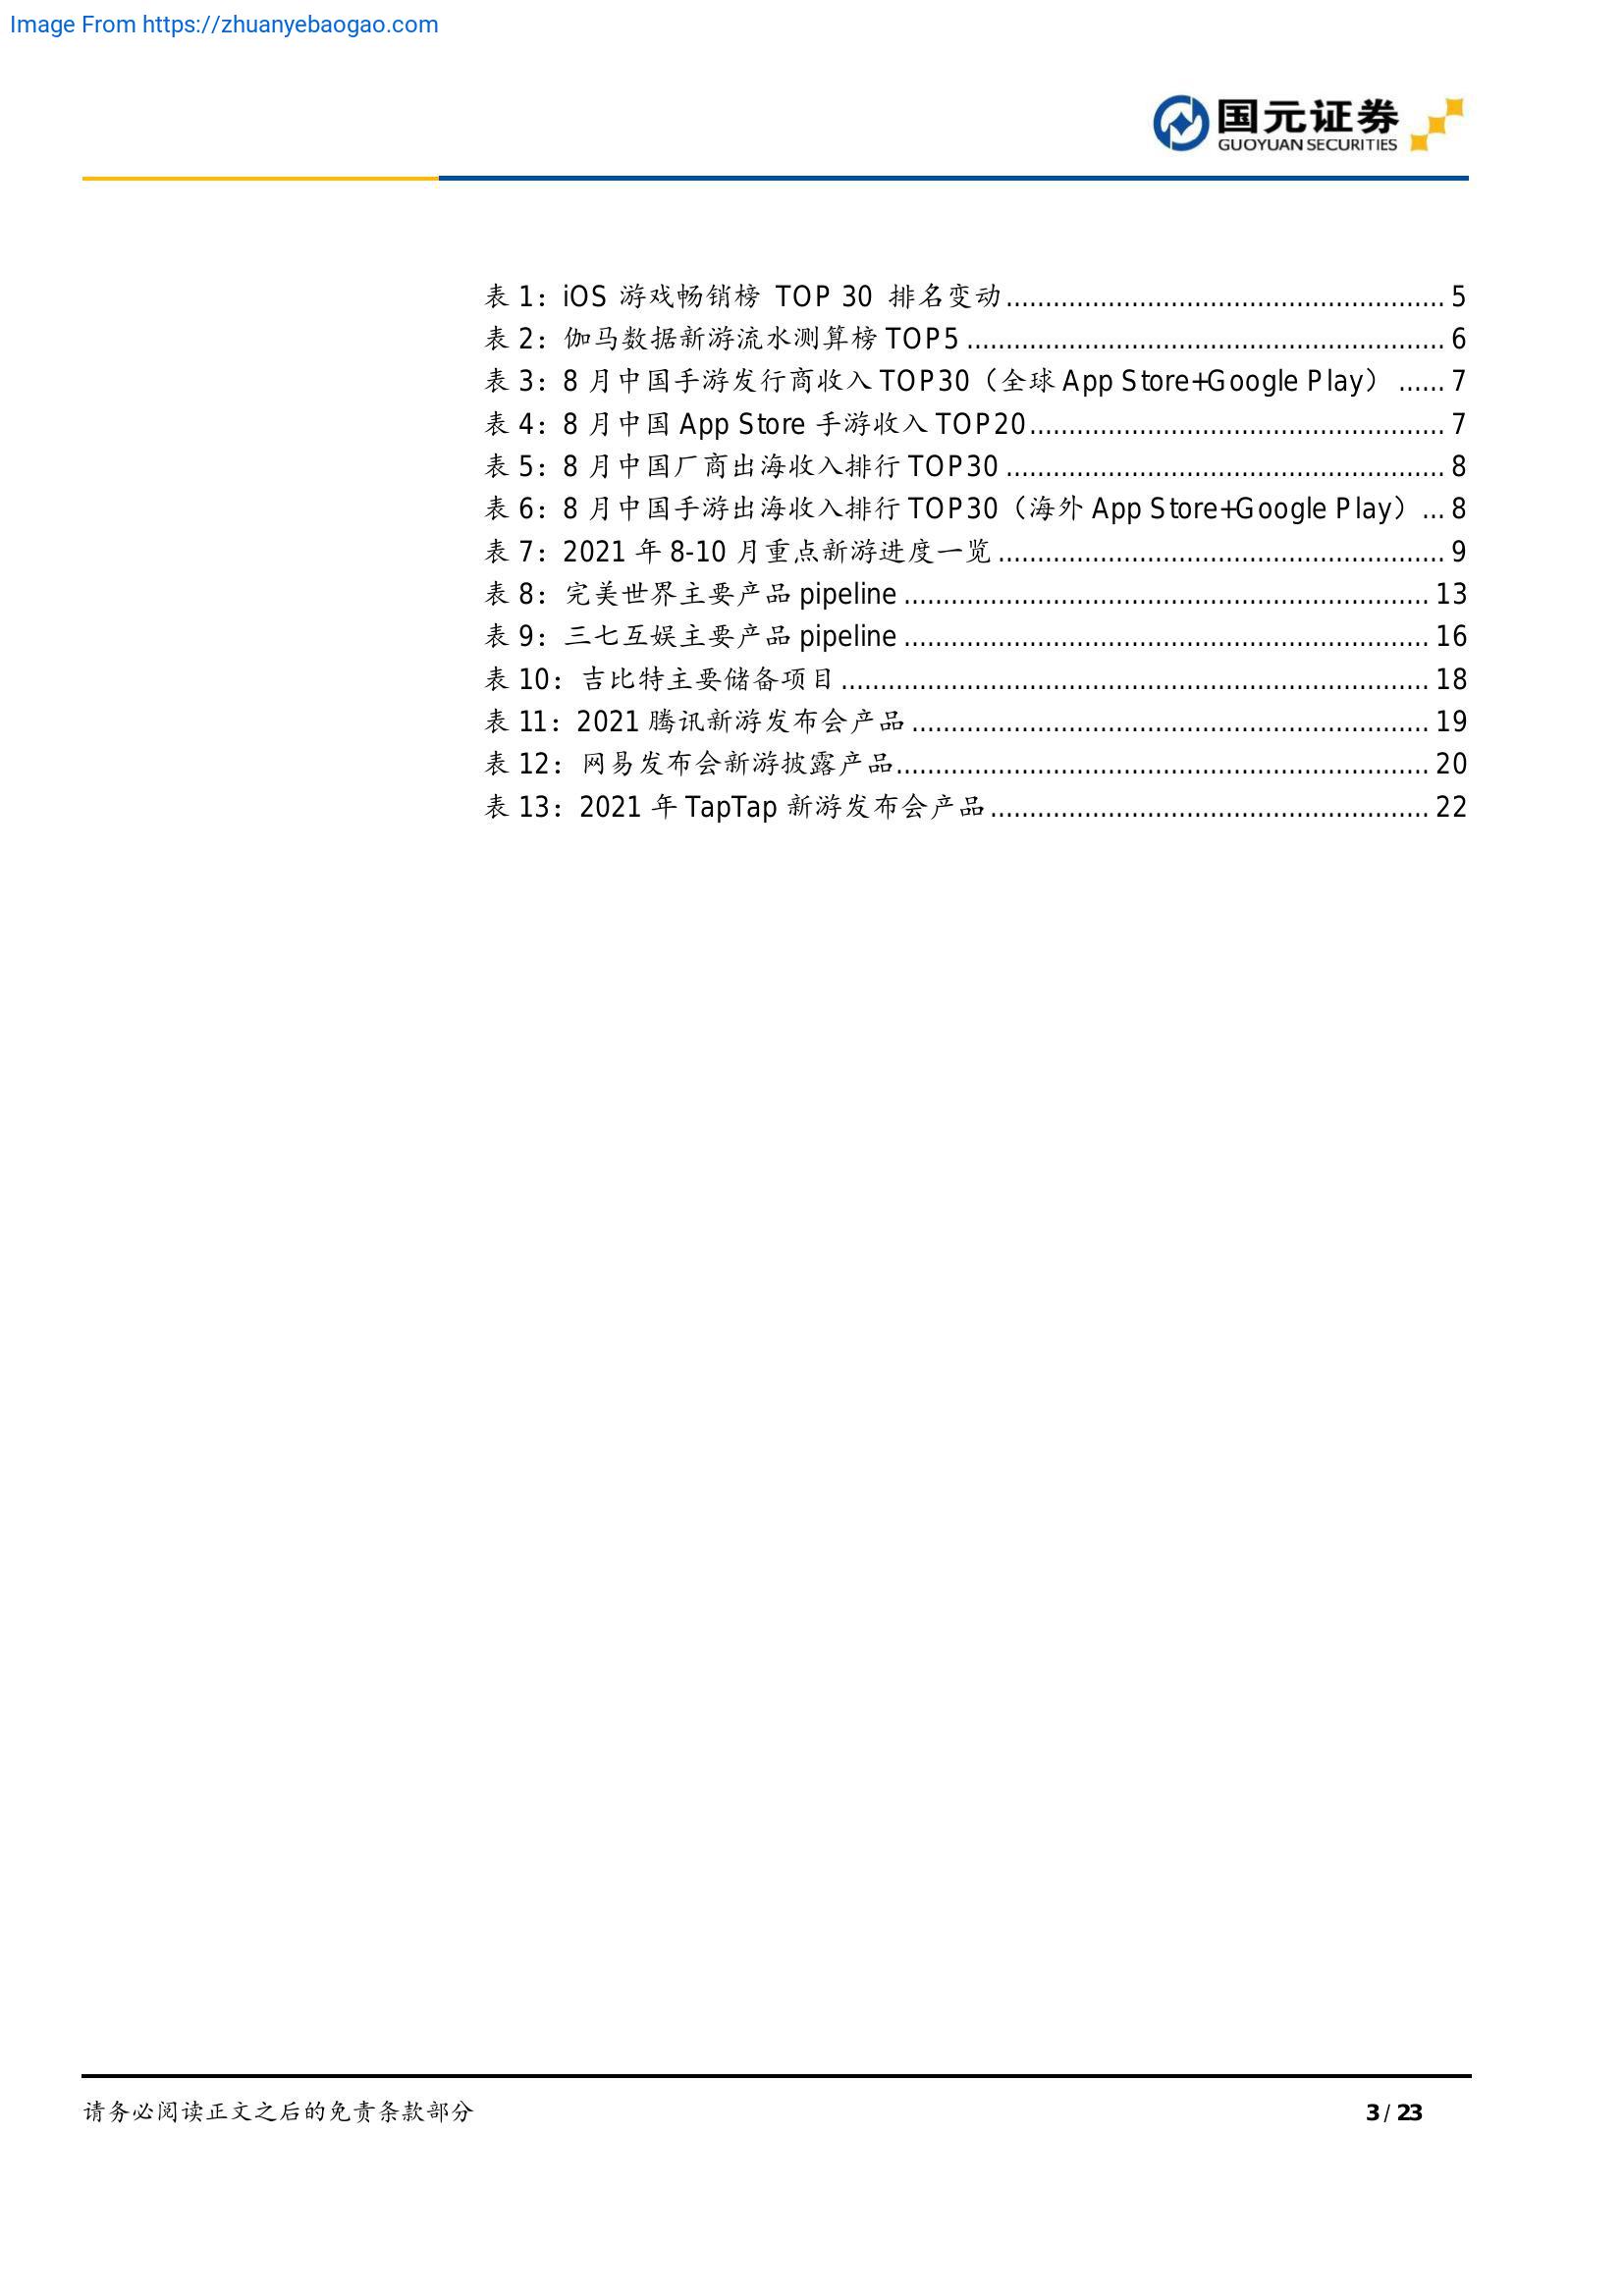 Image From https://zhuanyebaogao.com
国元证券
GUOYUAN SECURITIES
表 1：iOS 游戏畅销榜 TOP 30 排名变动........................................................ 5
表 2：伽马数据新游流水测算榜 TOP5 ............................................................. 6
表 3：8 月中国手游发行商收入 TOP30（全球 App Store+Google Play） ...... 7
表 4：8 月中国 App Store 手游收入 TOP20..................................................... 7
表 5：8 月中国厂商出海收入排行 TOP30 ........................................................ 8
表 6：8 月中国手游出海收入排行 TOP30（海外 App Store+Google Play） ... 8
表 7：2021 年 8-10 月重点新游进度一览 ......................................................... 9
表 8：完美世界主要产品 pipeline ................................................................... 13
表 9：三七互娱主要产品 pipeline ................................................................... 16
表 10：吉比特主要储备项目 ........................................................................... 18
表 11：2021 腾讯新游发布会产品 .................................................................. 19
表 12：网易发布会新游披露产品.................................................................... 20
表 13：2021 年 TapTap 新游发布会产品 ........................................................ 22
请务必阅读正文之后的免责条款部分
3 / 23